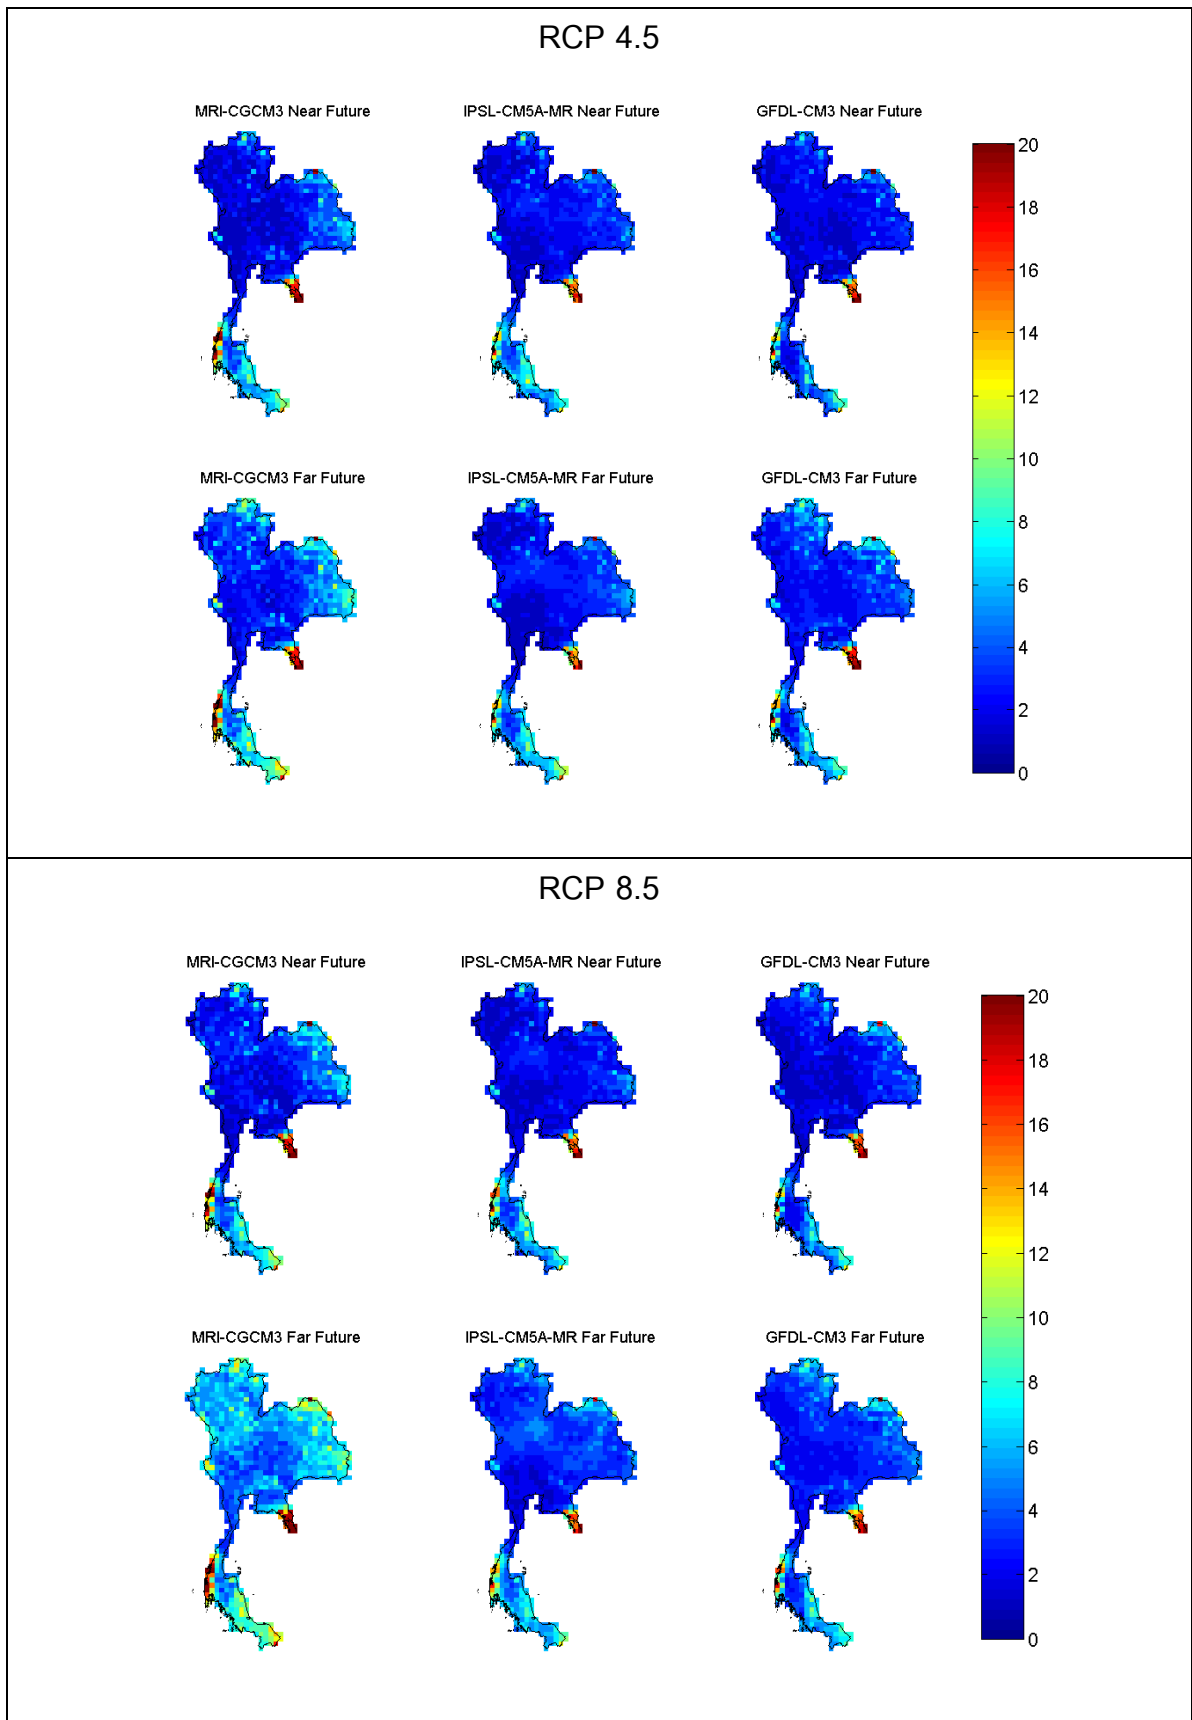 RCP 4.5
MRI-CGCM3 Near Future
IPSL-CM5A-MR Near Future
GFDL-CM3 Near Future
20
18
16
14
12
10
8
6
4
2
0
MRI-CGCM3 Far Future
IPSL-CM5A-MR Far Future
GFDL-CM3 Far Future
RCP 8.5
MRI-CGCM3 Near Future
IPSL-CM5A-MR Near Future
GFDL-CM3 Near Future
20
18
16
14
12
10
8
6
4
2
0
MRI-CGCM3 Far Future
IPSL-CM5A-MR Far Future
GFDL-CM3 Far Future